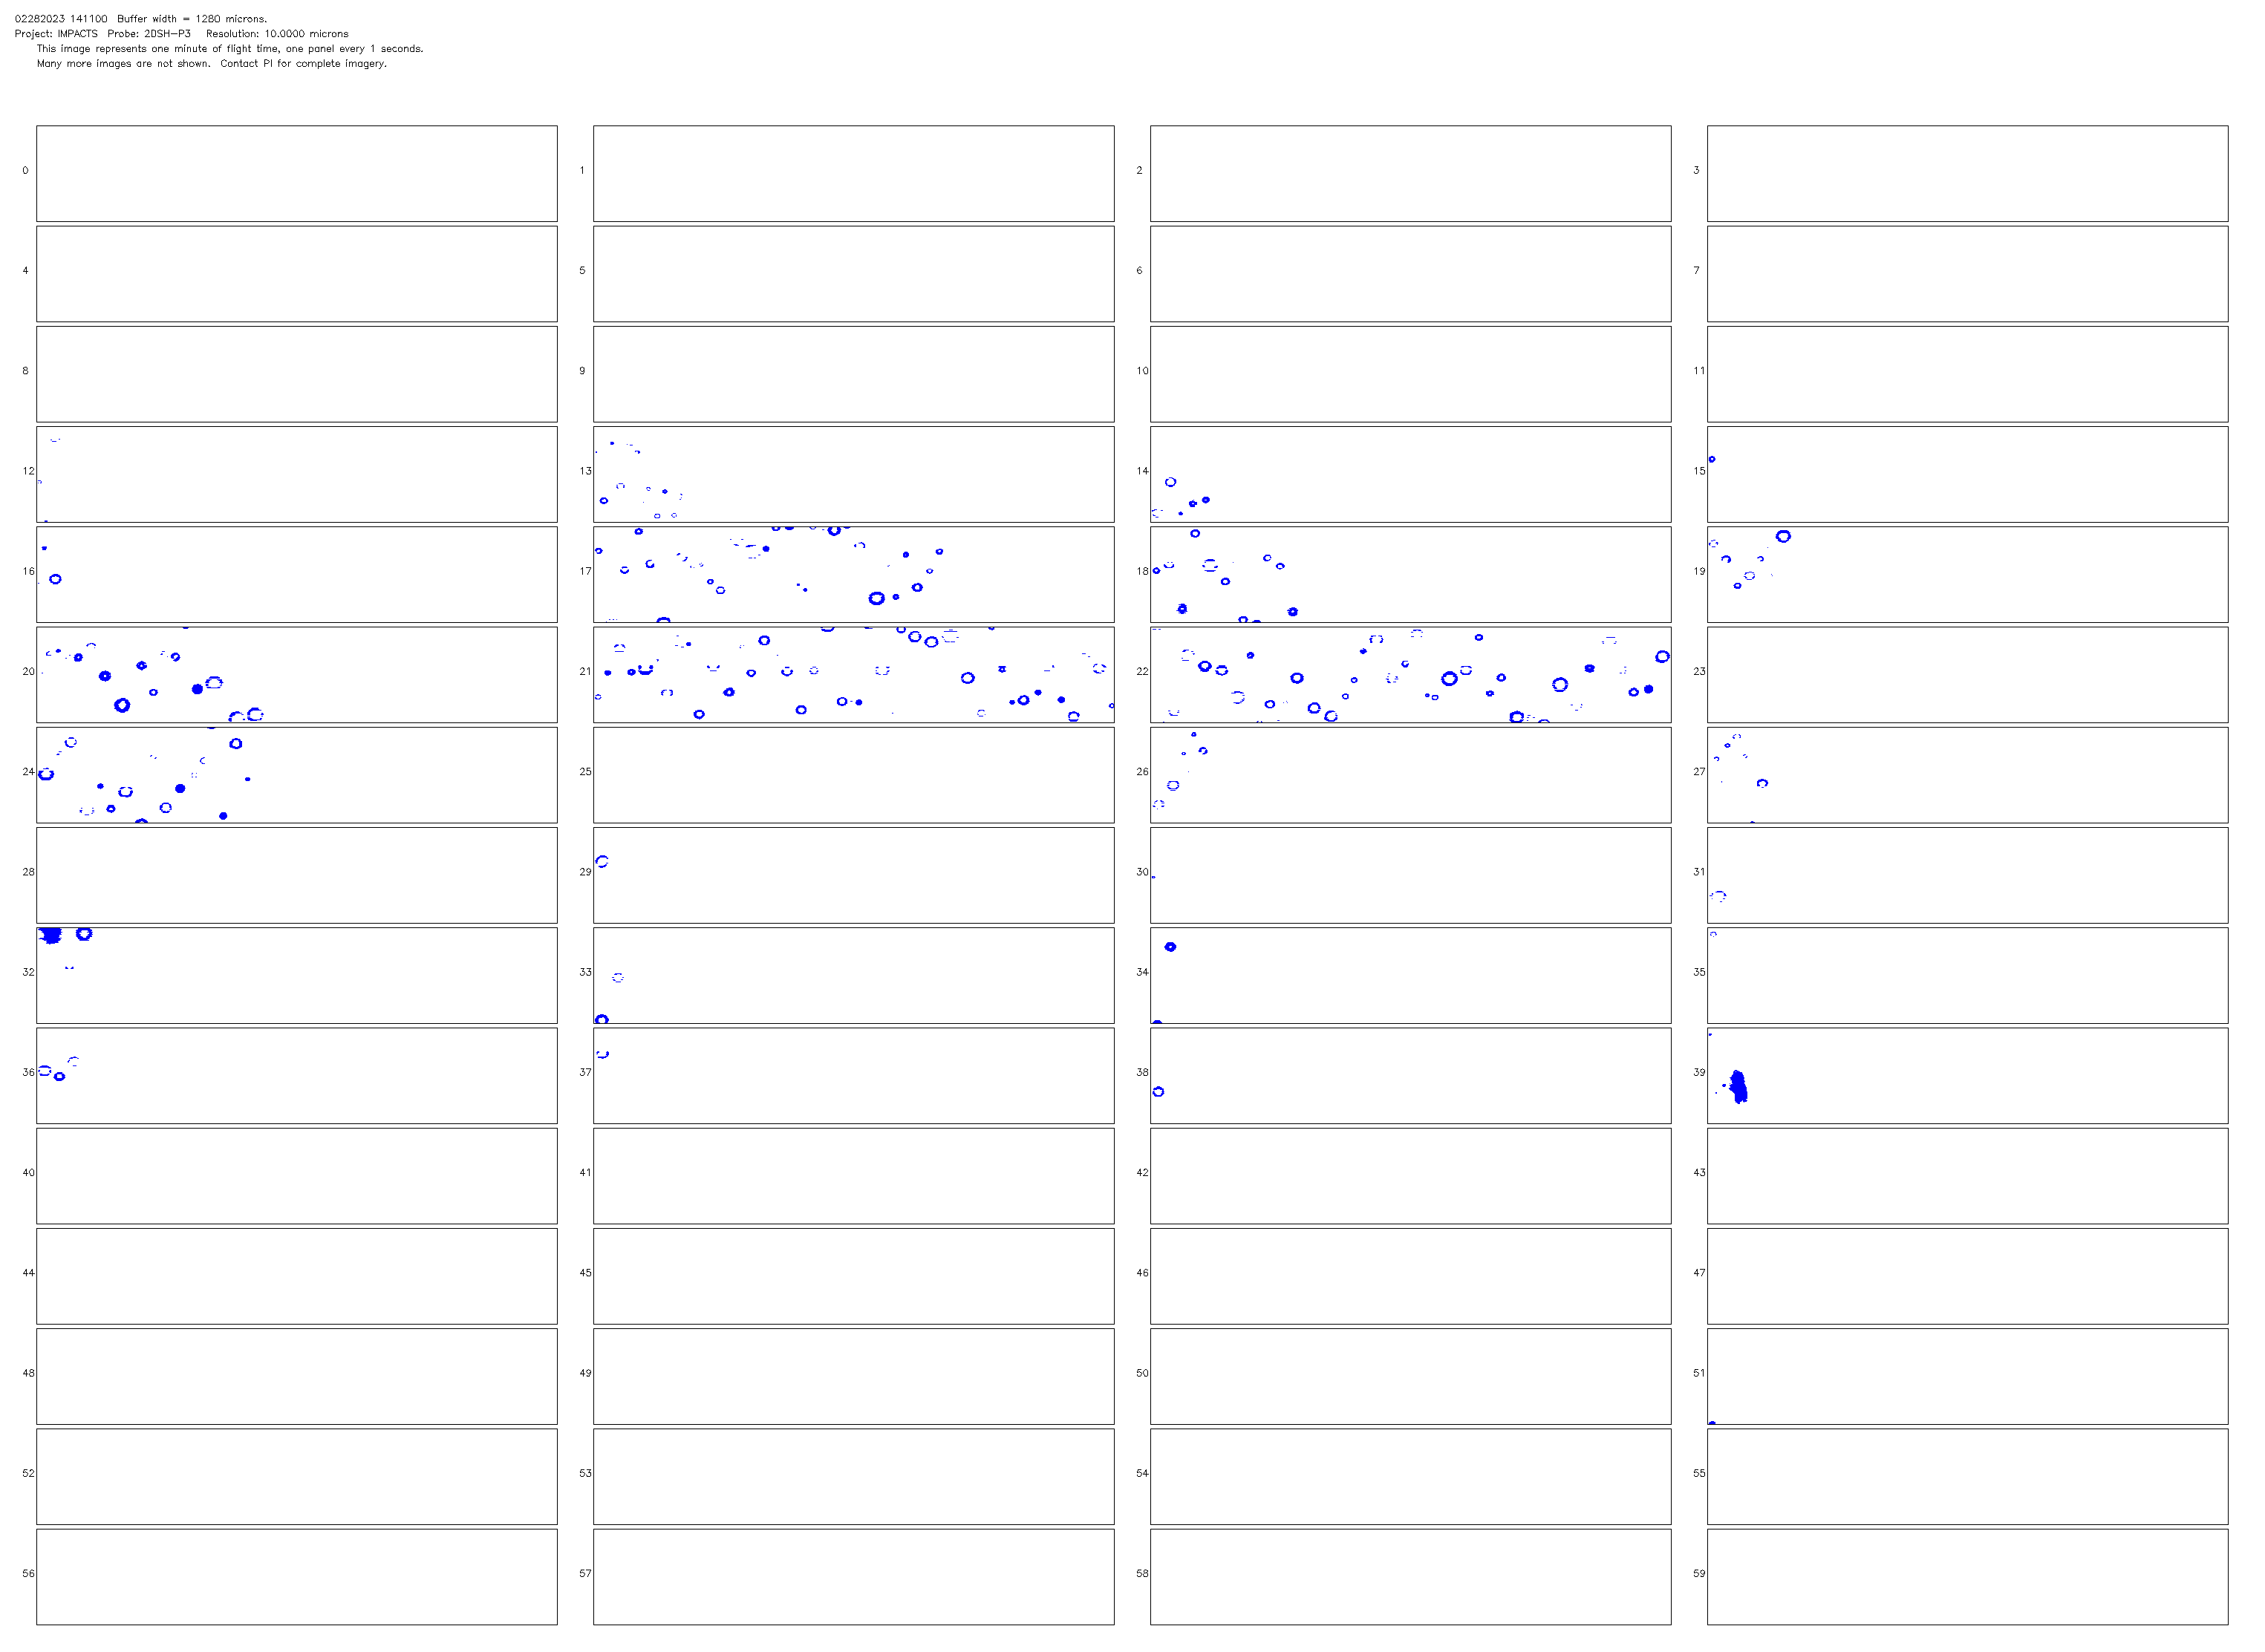 02282023 141100  Buffer width = 1280 microns.
Project: IMPACTS  Probe: 2DSH-P3   Resolution: 10.0000 microns
This image represents one minute of flight time, one panel every 1 seconds.
Many more images are not shown.  Contact PI for complete imagery.
0 1 2 3
4 5 6 7
8 9 10 11
12 13 14 15
16 17 18 19
20 21 22 23
24 25 26 27
28 29 30 31
32 33 34 35
36 37 38 39
40 41 42 43
44 45 46 47
48 49 50 51
52 53 54 55
56 57 58 59